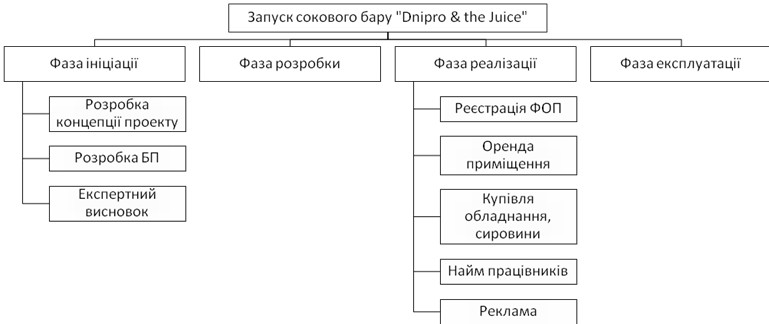 Запуск сокового бару "Dnipro & the Juice"
Фаза ініціації
Фаза розробки
Фаза реалізації
Фаза експлуатації
Розробка
концепції проекту
Розробка БП
Експертний
висновок
Реєстрація ФОП
Оренда
приміщення
Купівля
обладнання,
сировини
Найм працівників
Реклама